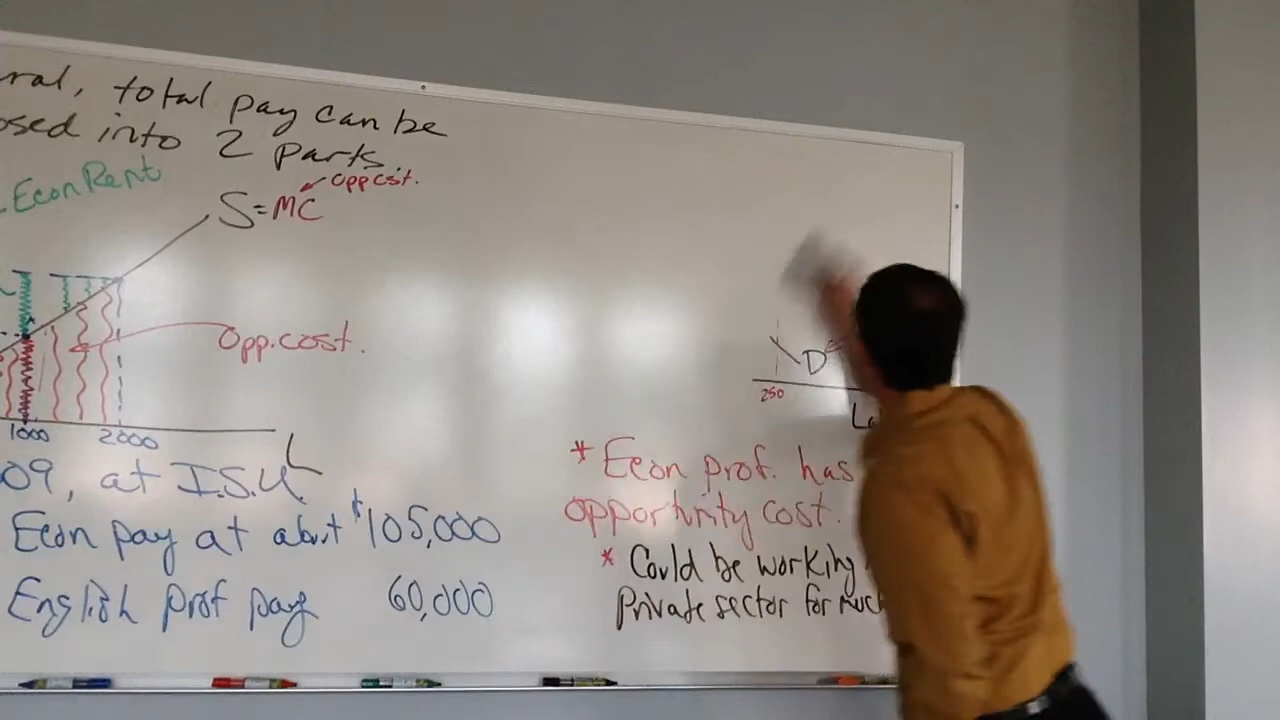 ral, total pay can be
osed into 2 parts.
Econ Rent
opp cost.
S=MC
Opp.cost.
1000 2000
L
D
250
09, at I.S.U.
Econ pay at about $105,000
English Prof pay 60,000
* Econ prof. has
opportunity cost.
* Could be working
Private sector for much